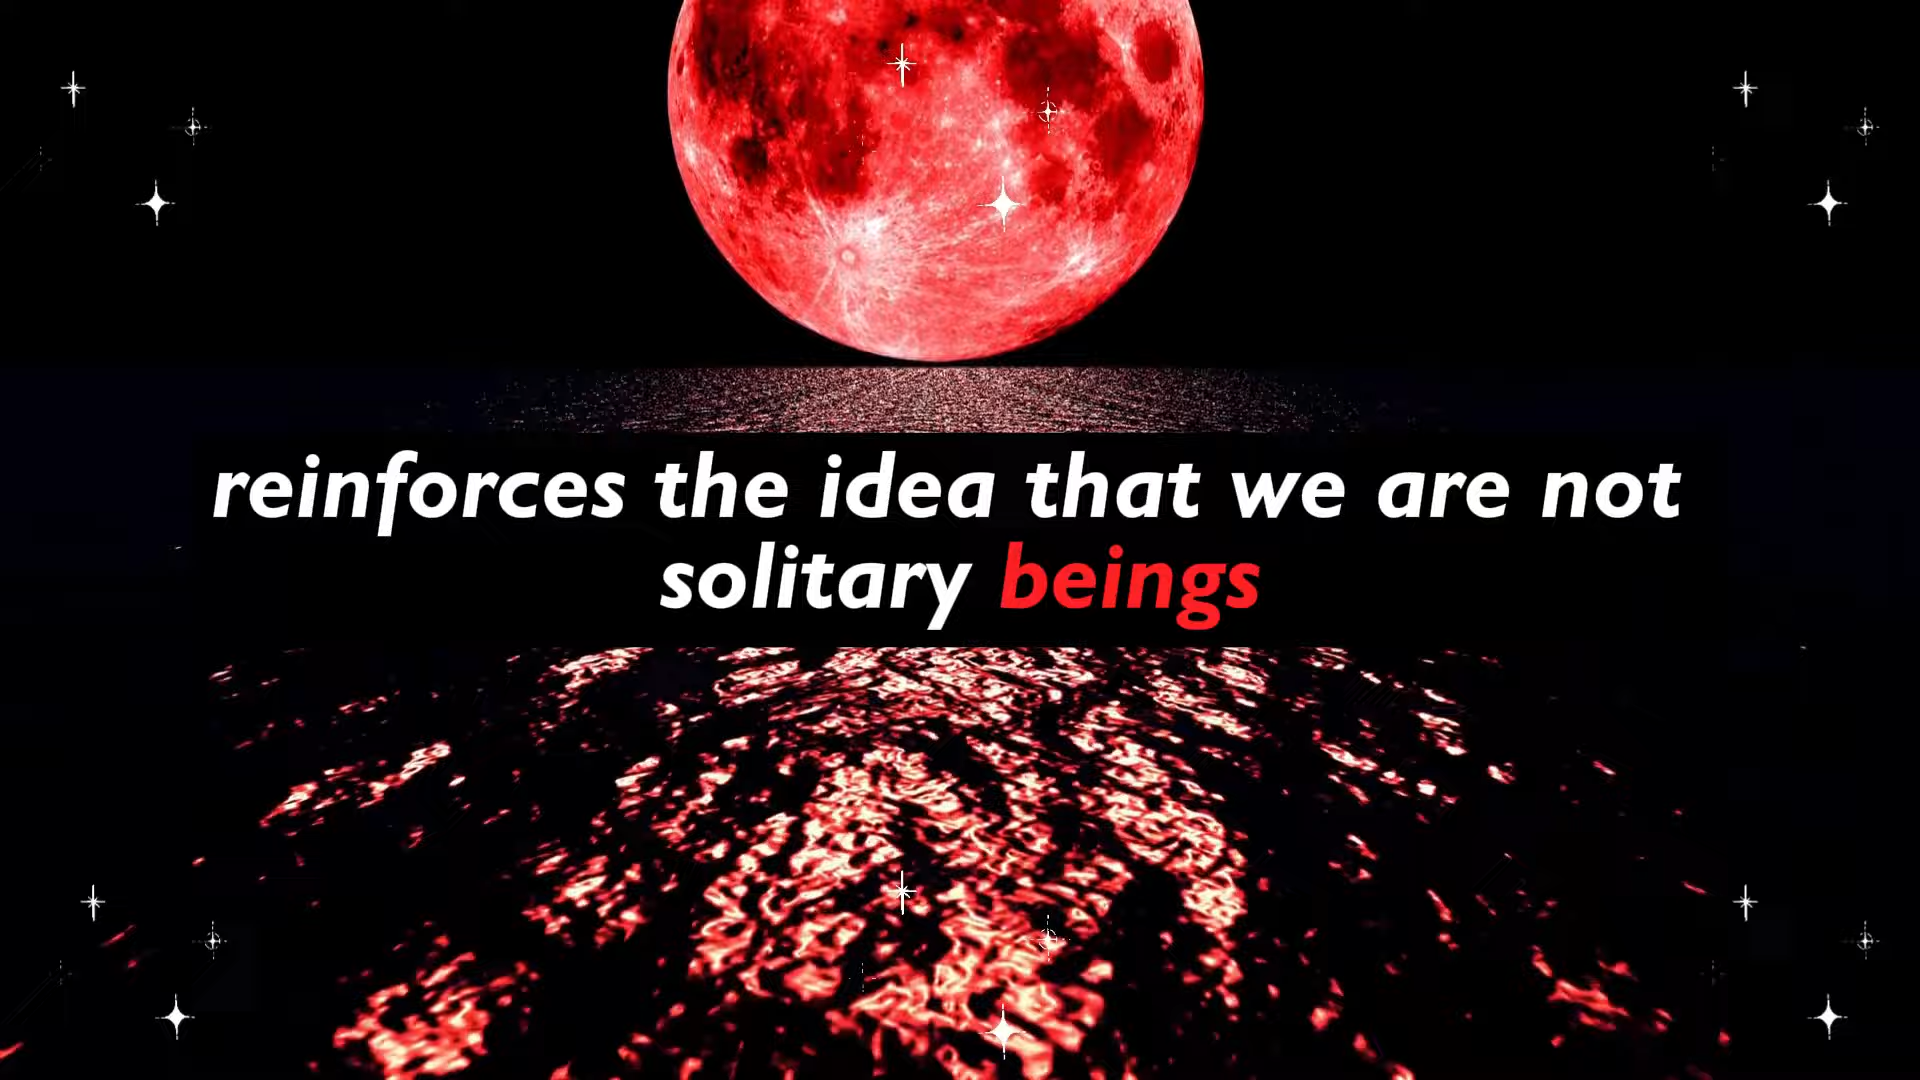 reinforces the idea that we are not
solitary beings